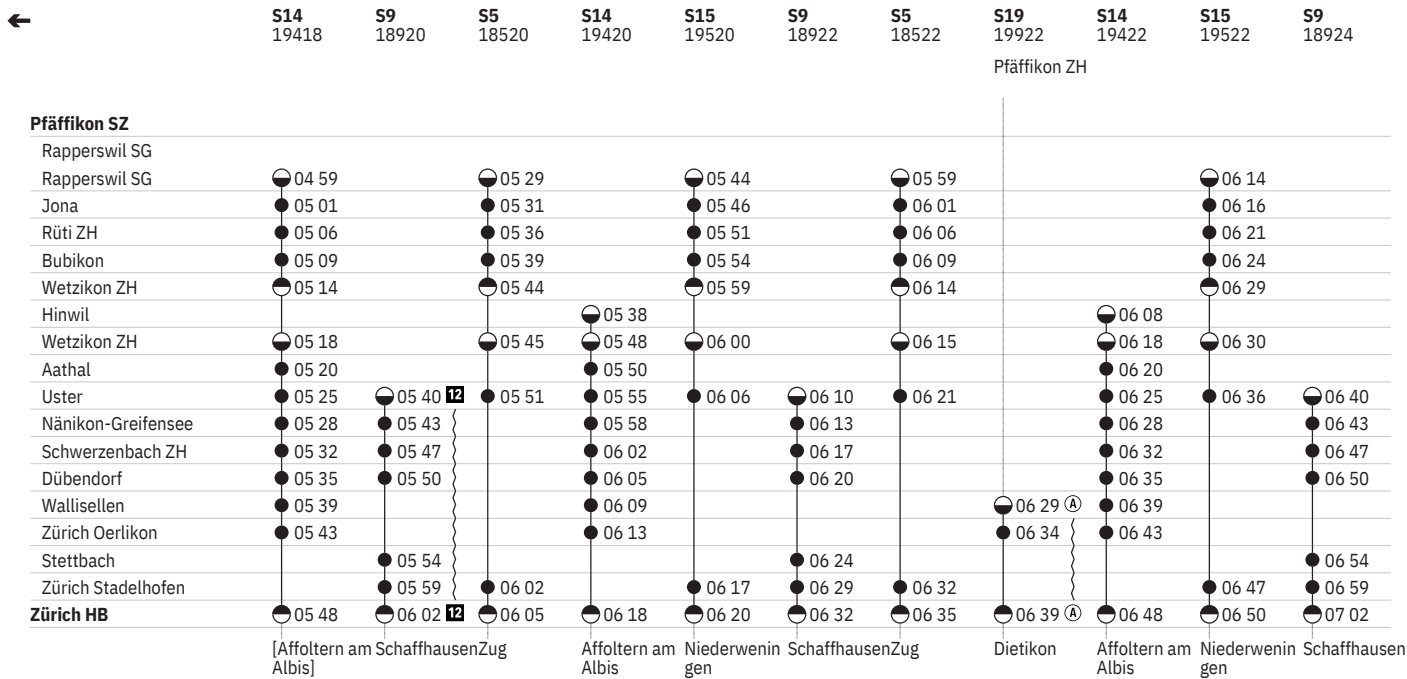 S14 S9 S5 S14 S15 S9 S5 S19 S14 S15 S9
19418 18920 18520 19420 19520 18922 18522 19922 19422 19522 18924
Pfäffikon ZH
Pfäffikon SZ
Rapperswil SG
Rapperswil SG 04 59 05 29 05 44 05 59 06 14
Jona 05 01 05 31 05 46 06 01 06 16
Rüti ZH 05 06 05 36 05 51 06 06 06 21
Bubikon 05 09 05 39 05 54 06 09 06 24
Wetzikon ZH 05 14 05 44 05 59 06 14 06 29
Hinwil 05 38 06 08
Wetzikon ZH 05 18 05 45 05 48 06 00 06 15 06 18 06 30
Aathal 05 20 05 50 06 20
Uster 05 25 05 40 12 05 51 05 55 06 06 06 10 06 21 06 25 06 36 06 40
Nänikon-Greifensee 05 28 05 43 05 58 06 13 06 28 06 43
Schwerzenbach ZH 05 32 05 47 06 02 06 17 06 32 06 47
Dübendorf 05 35 05 50 06 05 06 20 06 35 06 50
Wallisellen 05 39 06 09 06 29 A 06 39
Zürich Oerlikon 05 43 06 13 06 34 06 43
Stettbach 05 54 06 24 06 54
Zürich Stadelhofen 05 59 06 02 06 17 06 29 06 32 06 47 06 59
Zürich HB 05 48 06 02 12 06 05 06 18 06 20 06 32 06 35 06 39 A 06 48 06 50 07 02
[Affoltern am Schaffhausen Zug Affoltern am Niederwenin Schaffhausen Zug Dietikon Affoltern am Niederwenin Schaffhausen
Albis] Albis gen Albis gen